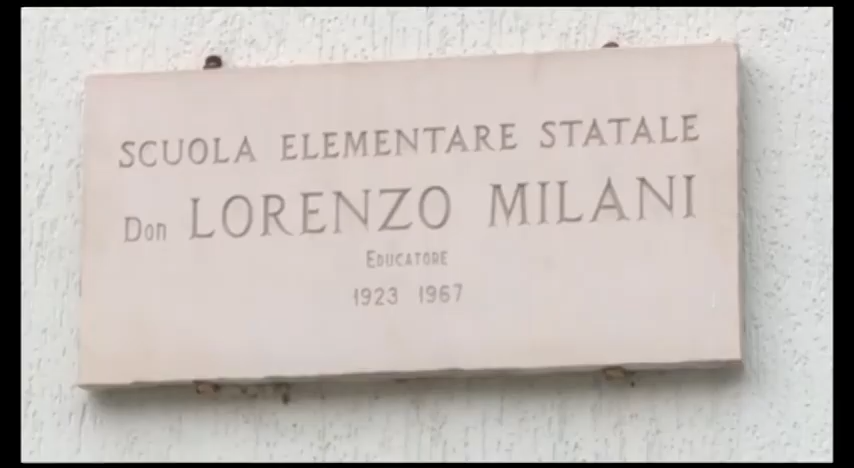 SCUOLA ELEMENTARE STATALE
Don LORENZO MILANI
EDUCATORE
1923 1967